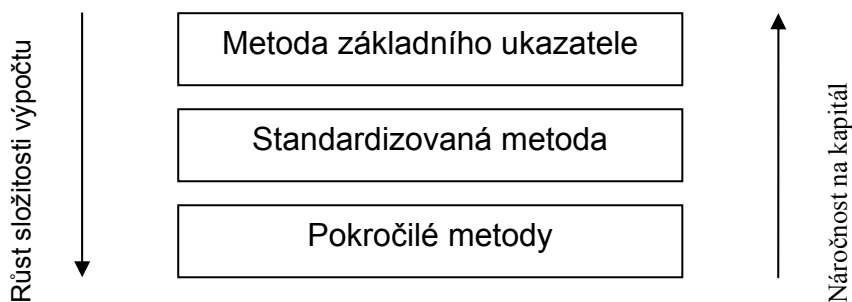 Růst složitosti výpočtu
Metoda základního ukazatele
Standardizovaná metoda
Pokročilé metody
Náročnost na kapitál